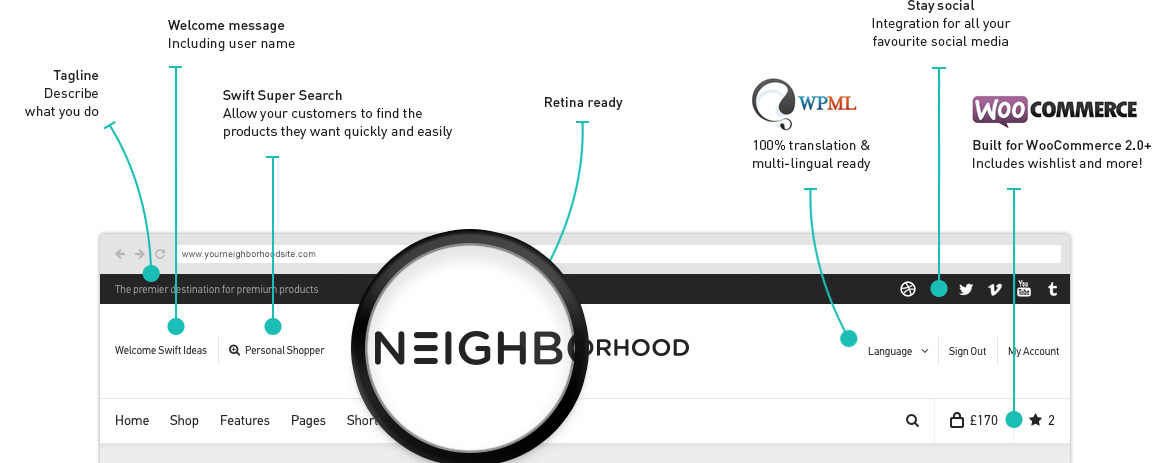 Stay social
Integration for all your
favourite social media
Welcome message
Including user name
Tagline
Describe
what you do
Swift Super Search
Allow your customers to find the
products they want quickly and easily
Retina ready
WPML
100% translation &
multi-lingual ready
WOOCOMMERCE
Built for WooCommerce 2.0+
Includes wishlist and more!
www.yourneighborhoodsite.com
The premier destination for premium products
You
Tube
Welcome Swift Ideas
Personal Shopper
NEIGHBORHOOD
Language
Sign Out
My Account
Home Shop Features Pages
£170
2